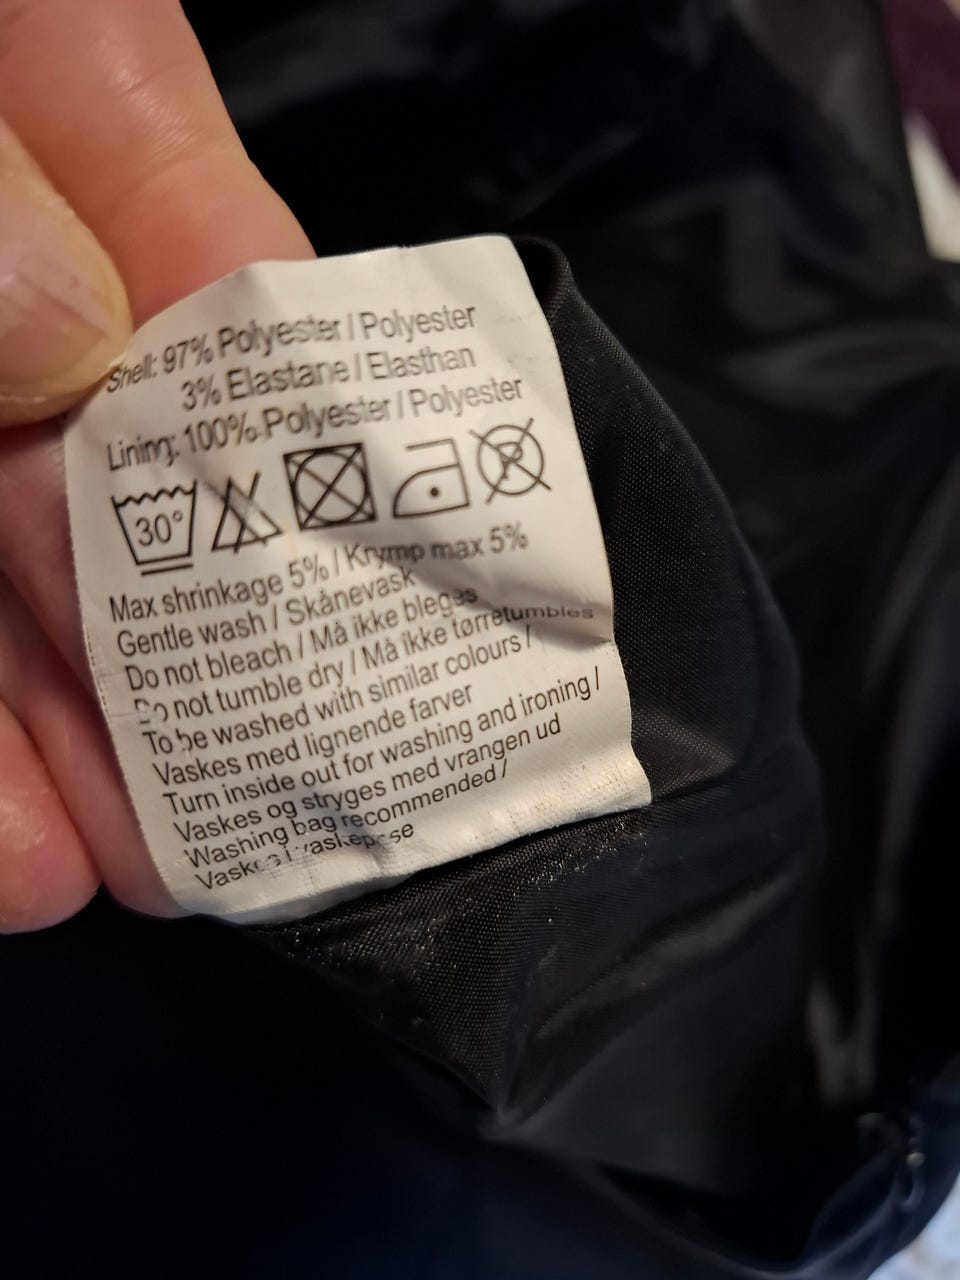 Shell: 97% Polyester / Polyester
3% Elastane / Elasthan
Lining: 100% Polyester / Polyester
30° P
Max shrinkage 5% / Krymp max 5%
Gentle wash / Skånevask
Do not bleach / Må ikke bleges
Do not tumble dry / Må ikke tørretumbles
To be washed with similar colours /
Vaskes med lignende farver
Turn inside out for washing and ironing /
Vaskes og stryges med vrangen ud
Washing bag recommended /
Vaskes i vaskepose